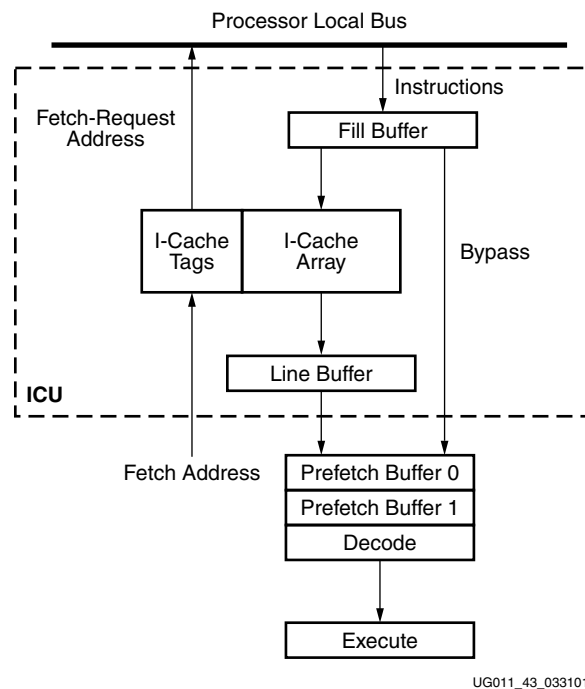 Processor Local Bus
Instructions
Fetch-Request
Address
Fill Buffer
I-Cache
Tags
I-Cache
Array
Bypass
Line Buffer
ICU
Fetch Address
Prefetch Buffer 0
Prefetch Buffer 1
Decode
Execute
UG011_43_033101